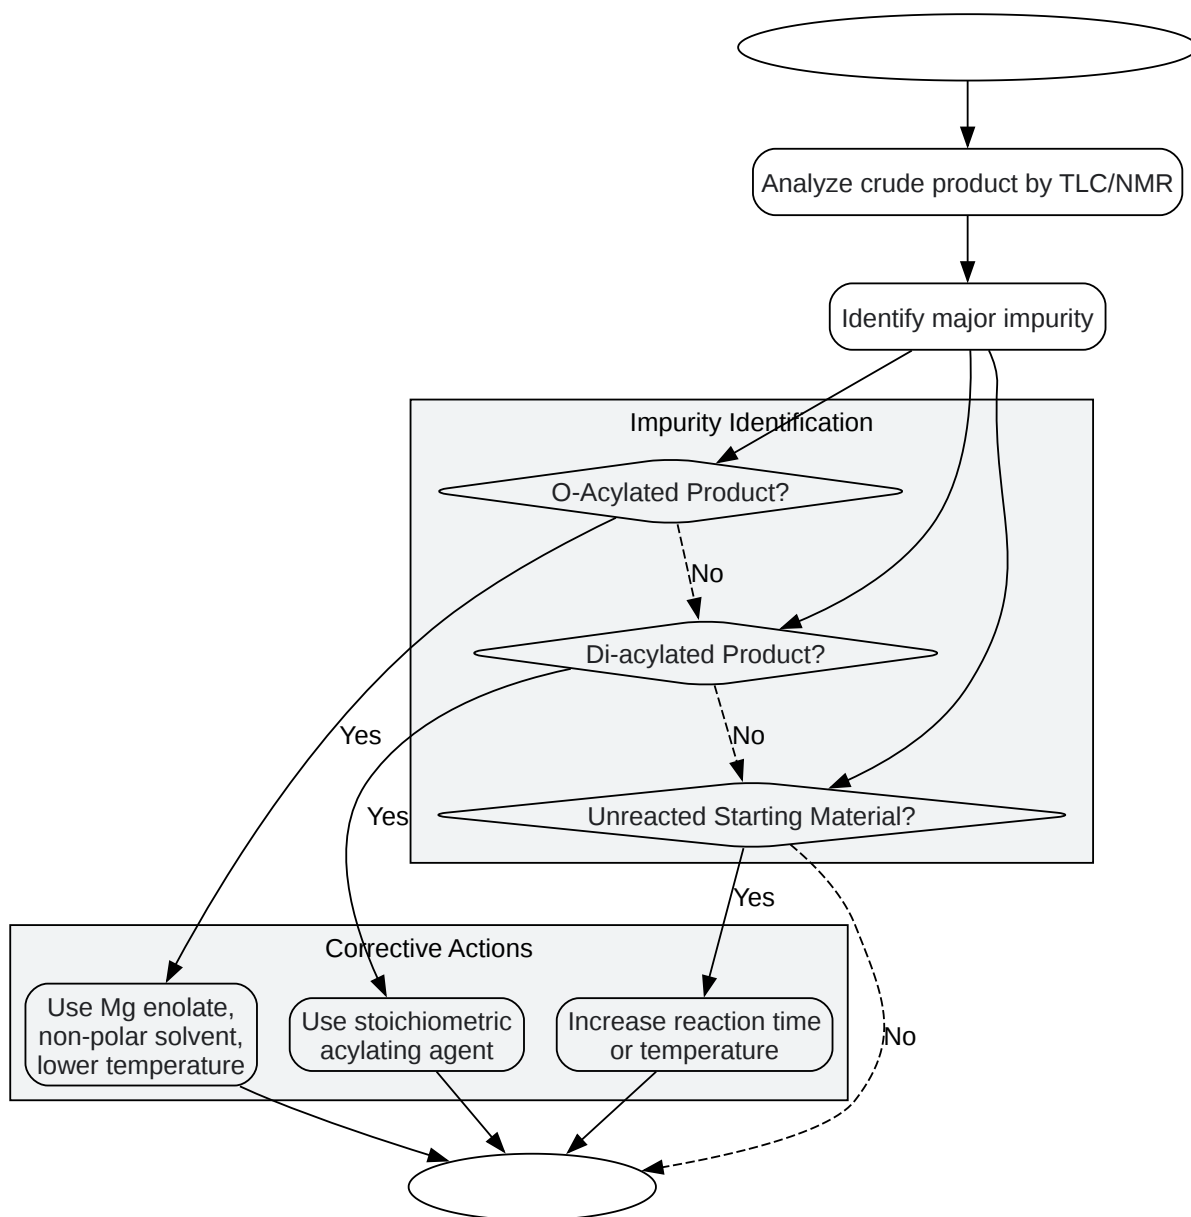 Analyze crude product by TLC/NMR
Identify major impurity
Impurity Identification
O-Acylated Product?
No
Di-acylated Product?
Yes
No
Yes
Unreacted Starting Material?
Yes
Corrective Actions
Use Mg enolate,
non-polar solvent,
lower temperature
Use stoichiometric
acylating agent
Increase reaction time
or temperature
No